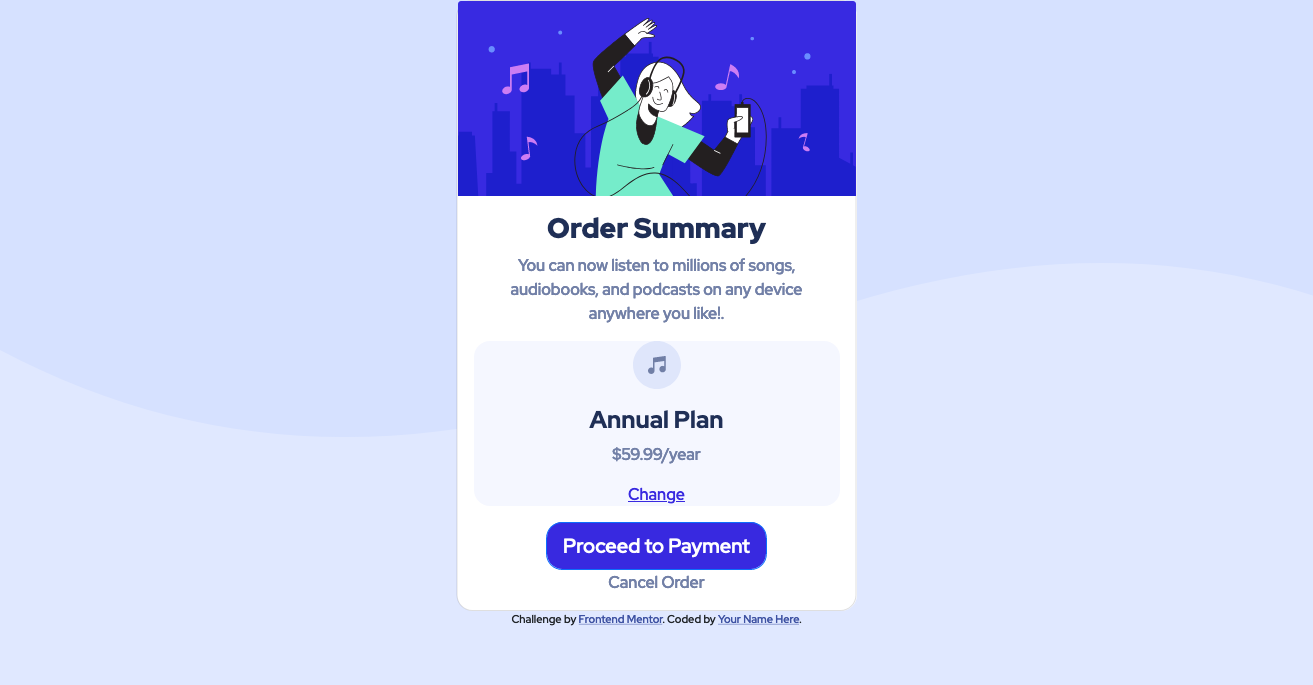 Order Summary
You can now listen to millions of songs,
audiobooks, and podcasts on any device
anywhere you like!.
Annual Plan
$59.99/year
Change
Proceed to Payment
Cancel Order
Challenge by Frontend Mentor. Coded by Your Name Here.